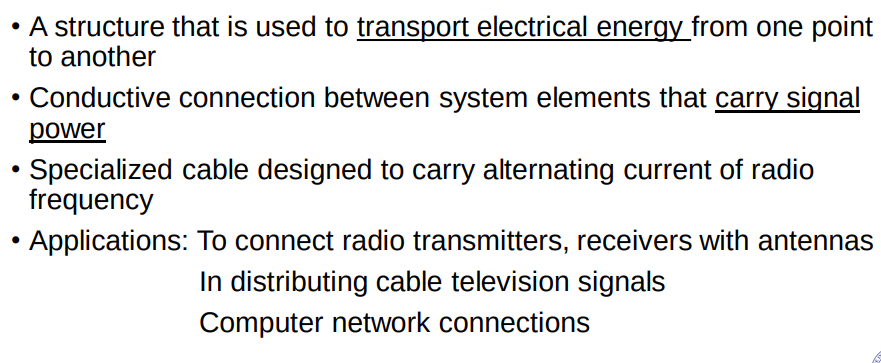 • A structure that is used to transport electrical energy from one point
to another
• Conductive connection between system elements that carry signal
power
• Specialized cable designed to carry alternating current of radio
frequency
• Applications: To connect radio transmitters, receivers with antennas
In distributing cable television signals
Computer network connections